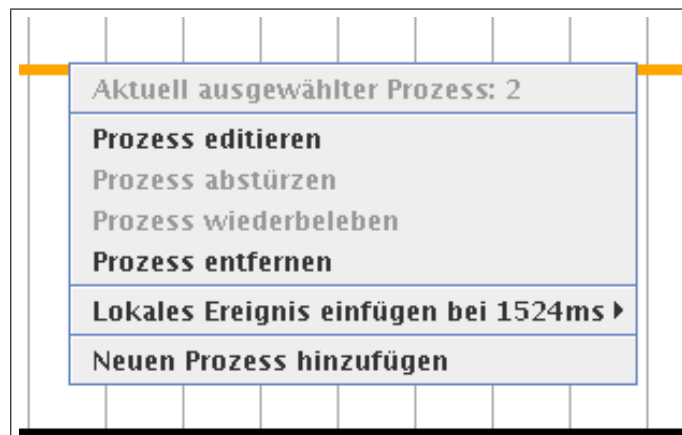 Aktuell ausgewählter Prozess: 2
Prozess editieren
Prozess abstürzen
Prozess wiederbeleben
Prozess entfernen
Lokales Ereignis einfügen bei 1524ms
Neuen Prozess hinzufügen